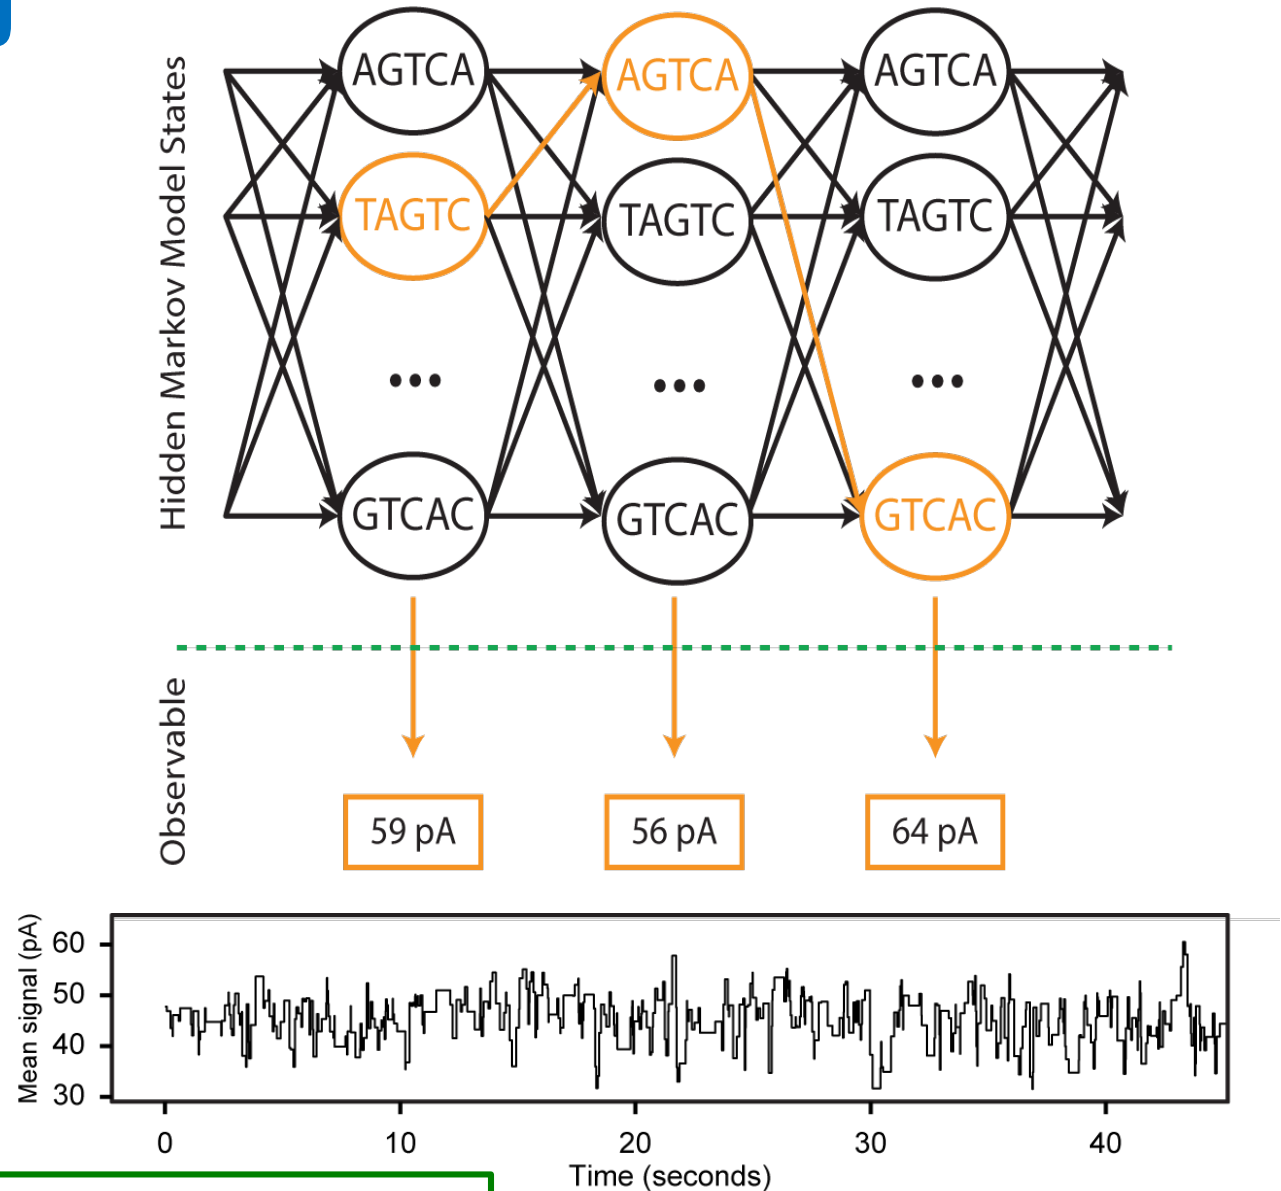 Hidden Markov Model States
AGTCA AGTCA AGTCA
TAGTC TAGTC TAGTC
... ... ...
GTCAC GTCAC GTCAC
Observable
59 pA 56 pA 64 pA
Mean signal (pA)
60
50
40
30
0 10 20 30 40
Time (seconds)